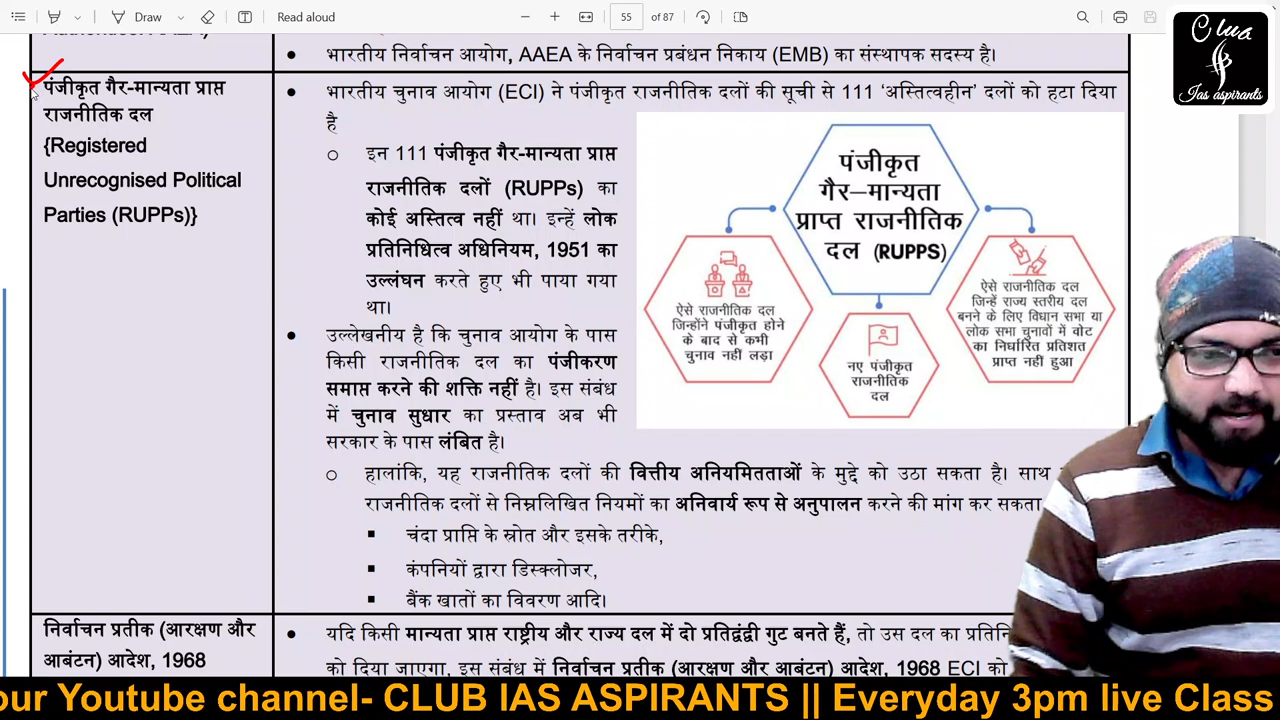 Draw
Read aloud
55 of 87
Clua
Ias aspirants
भारतीय निर्वाचन आयोग, AAEA के निर्वाचन प्रबंधन निकाय (EMB) का संस्थापक सदस्य है।
पंजीकृत गैर-मान्यता प्राप्त
राजनीतिक दल
{Registered
Unrecognised Political
Parties (RUPPs)}
भारतीय चुनाव आयोग (ECI) ने पंजीकृत राजनीतिक दलों की सूची से 111 ‘अस्तित्वहीन’ दलों को हटा दिया
है
इन 111 पंजीकृत गैर-मान्यता प्राप्त
राजनीतिक दलों (RUPPs) का
कोई अस्तित्व नहीं था। इन्हें लोक
प्रतिनिधित्व अधिनियम, 1951 का
उल्लंघन करते हुए भी पाया गया
था।
उल्लेखनीय है कि चुनाव आयोग के पास
किसी राजनीतिक दल का पंजीकरण
समाप्त करने की शक्ति नहीं है। इस संबंध
में चुनाव सुधार का प्रस्ताव अब भी
सरकार के पास लंबित है।
पंजीकृत
गैर–मान्यता
प्राप्त राजनीतिक
दल (RUPPS)
ऐसे राजनीतिक दल
जिन्होंने पंजीकृत होने
के बाद से कभी
चुनाव नहीं लड़ा
नए पंजीकृत
राजनीतिक
दल
ऐसे राजनीतिक दल
जिन्हें राज्य स्तरीय दल
बनने के लिए विधान सभा या
लोक सभा चुनावों में वोट
का निर्धारित प्रतिशत
प्राप्त नहीं हुआ
हालांकि, यह राजनीतिक दलों की वित्तीय अनियमितताओं के मुद्दे को उठा सकता है। साथ
राजनीतिक दलों से निम्नलिखित नियमों का अनिवार्य रूप से अनुपालन करने की मांग कर सकता
चंदा प्राप्ति के स्रोत और इसके तरीके,
कंपनियों द्वारा डिस्क्लोजर,
बैंक खातों का विवरण आदि।
निर्वाचन प्रतीक (आरक्षण और
आबंटन) आदेश, 1968
यदि किसी मान्यता प्राप्त राष्ट्रीय और राज्य दल में दो प्रतिद्वंद्वी गुट बनते हैं, तो उस दल का
को दिया जाएगा, इस संबंध में निर्वाचन प्रतीक (आरक्षण और आबंटन) आदेश, 1968 ECI को
our Youtube channel- CLUB IAS ASPIRANTS || Everyday 3pm live Class